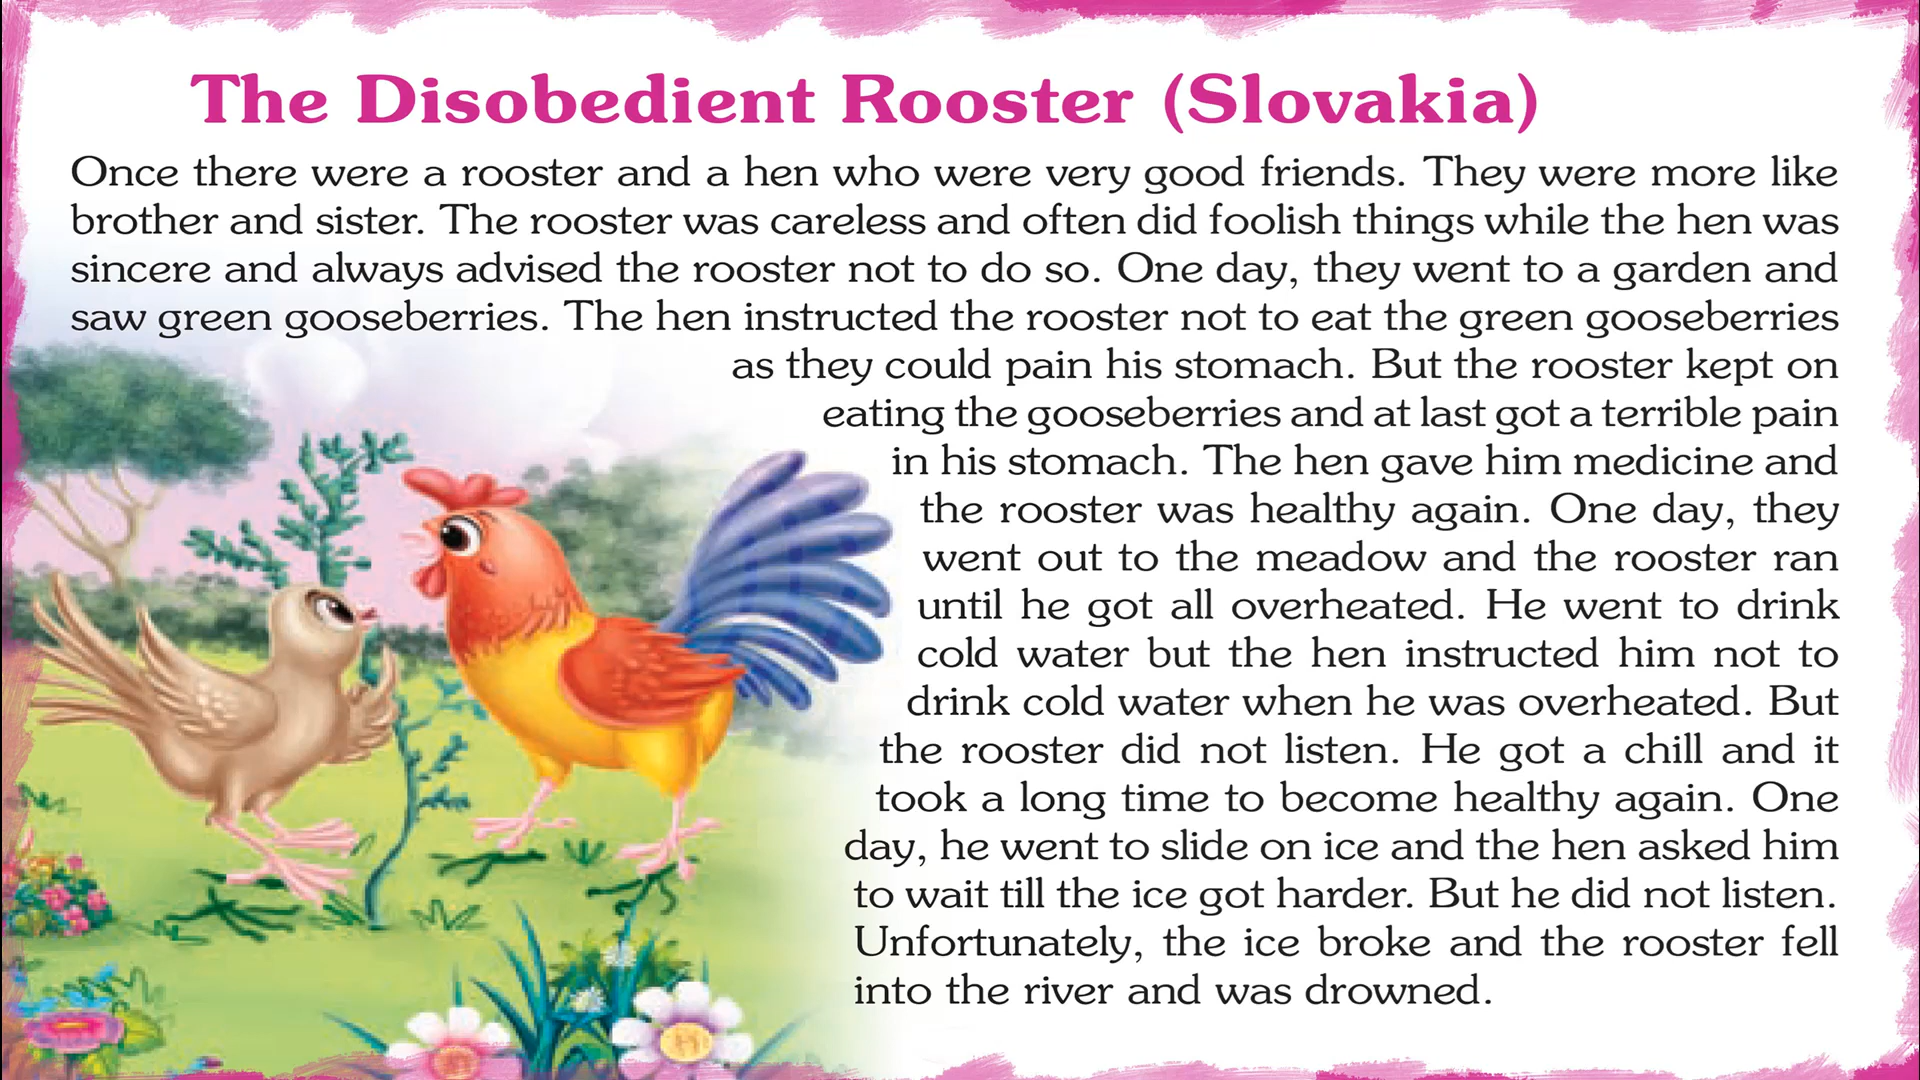 The Disobedient Rooster (Slovakia)
Once there were a rooster and a hen who were very good friends. They were more like
brother and sister. The rooster was careless and often did foolish things while the hen was
sincere and always advised the rooster not to do so. One day, they went to a garden and
saw green gooseberries. The hen instructed the rooster not to eat the green gooseberries
as they could pain his stomach. But the rooster kept on
eating the gooseberries and at last got a terrible pain
in his stomach. The hen gave him medicine and
the rooster was healthy again. One day, they
went out to the meadow and the rooster ran
until he got all overheated. He went to drink
cold water but the hen instructed him not to
drink cold water when he was overheated. But
the rooster did not listen. He got a chill and it
took a long time to become healthy again. One
day, he went to slide on ice and the hen asked him
to wait till the ice got harder. But he did not listen.
Unfortunately, the ice broke and the rooster fell
into the river and was drowned.